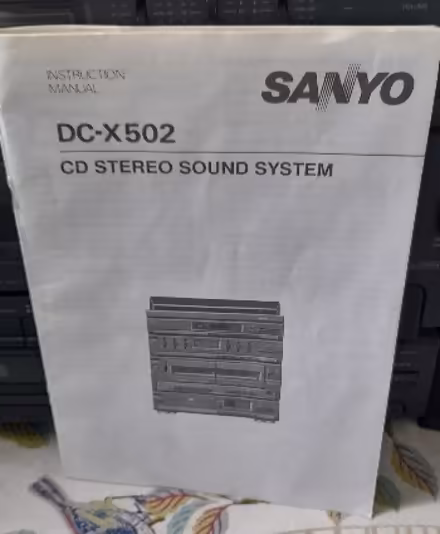 INSTRUCTION
MANUAL
SANYO
DC-X502
CD STEREO SOUND SYSTEM